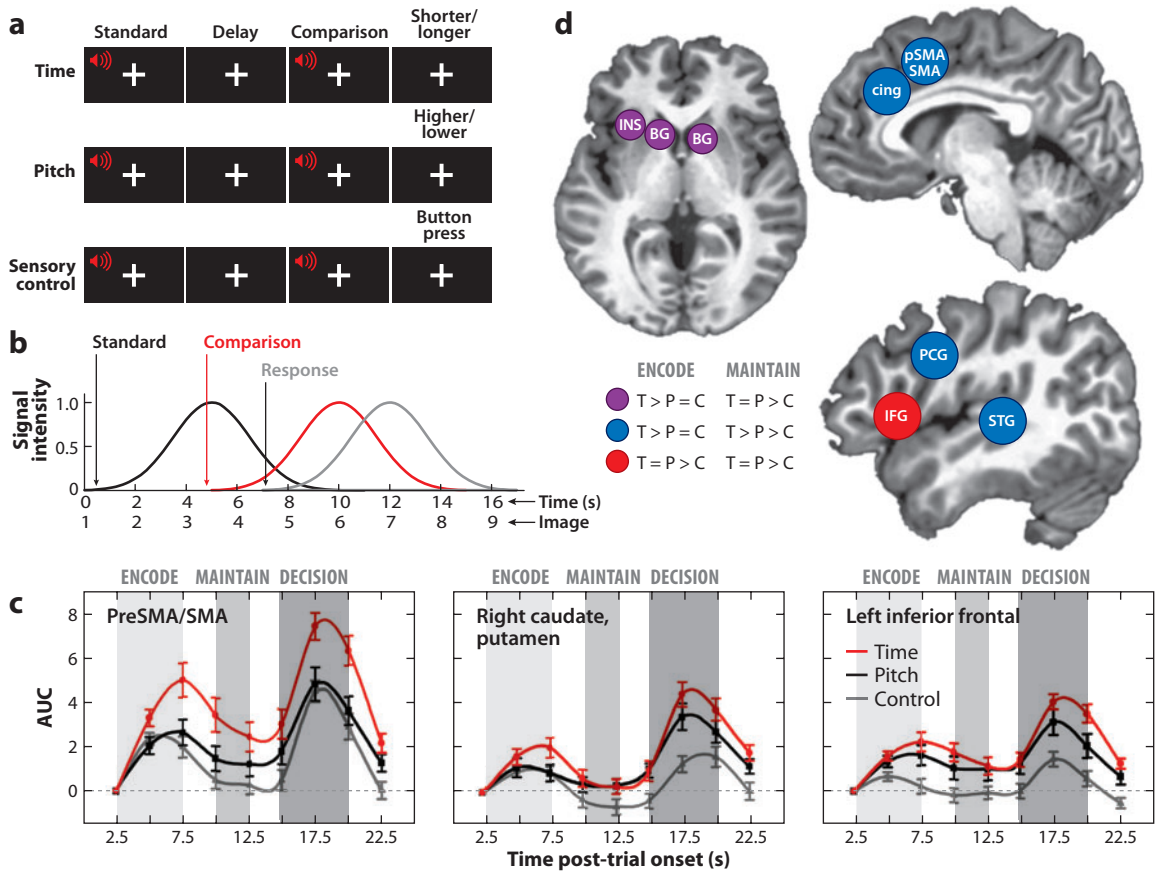 a
Standard
Delay
Comparison
Shorter/
longer
Time
Higher/
lower
Pitch
Button
press
Sensory
control
b
Standard
Comparison
Response
Signal
intensity
1.0
0.5
0
0 2 4 6 8 10 12 14 16 Time (s)
1 2 3 4 5 6 7 8 9 Image
d
INS
BG
BG
pSMA
SMA
cing
PCG
IFG
STG
ENCODE MAINTAIN
T > P = C T = P > C
T > P = C T > P > C
T = P > C T = P > C
c
ENCODE MAINTAIN DECISION
PreSMA/SMA
AUC
8
6
4
2
0
2.5 7.5 12.5 17.5 22.5
ENCODE MAINTAIN DECISION
Right caudate,
putamen
2.5 7.5 12.5 17.5 22.5
ENCODE MAINTAIN DECISION
Left inferior frontal
Time
Pitch
Control
2.5 7.5 12.5 17.5 22.5
Time post-trial onset (s)